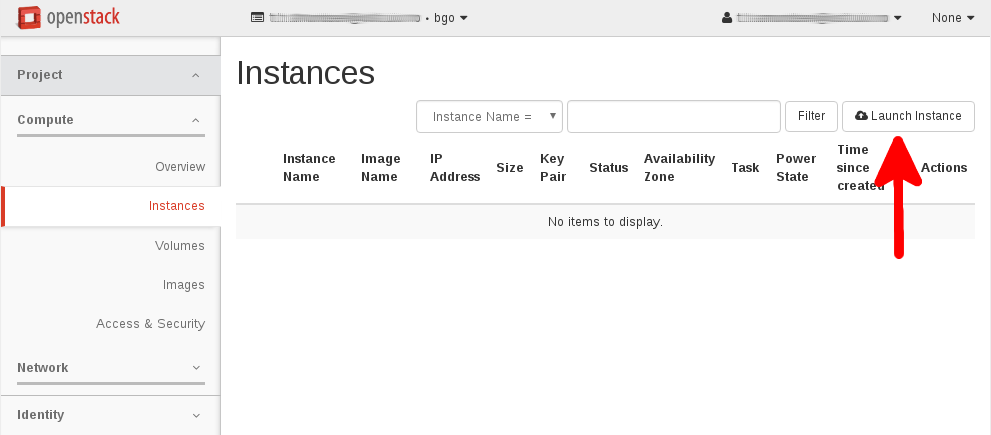 openstack
• bgo
None
Project
Compute
Overview
Instances
Volumes
Images
Access & Security
Network
Identity
Instances
Instance Name =
Filter
Launch Instance
Instance Name
Image Name
IP Address
Size
Key Pair
Status
Availability Zone
Task
Power State
Time since created
Actions
No items to display.